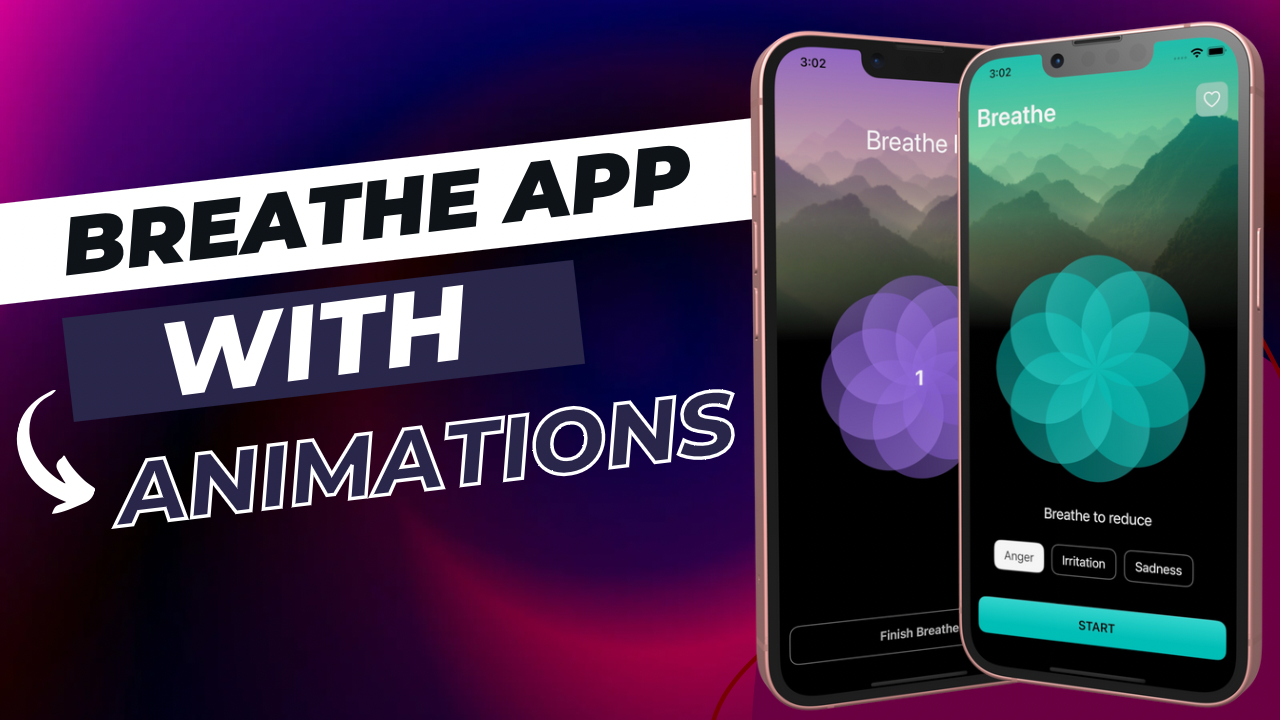 BREATHE APP
WITH
ANIMATIONS
3:02
Breathe
1
Finish Breathe
3:02
Breathe
Breathe to reduce
Anger
Irritation
Sadness
START